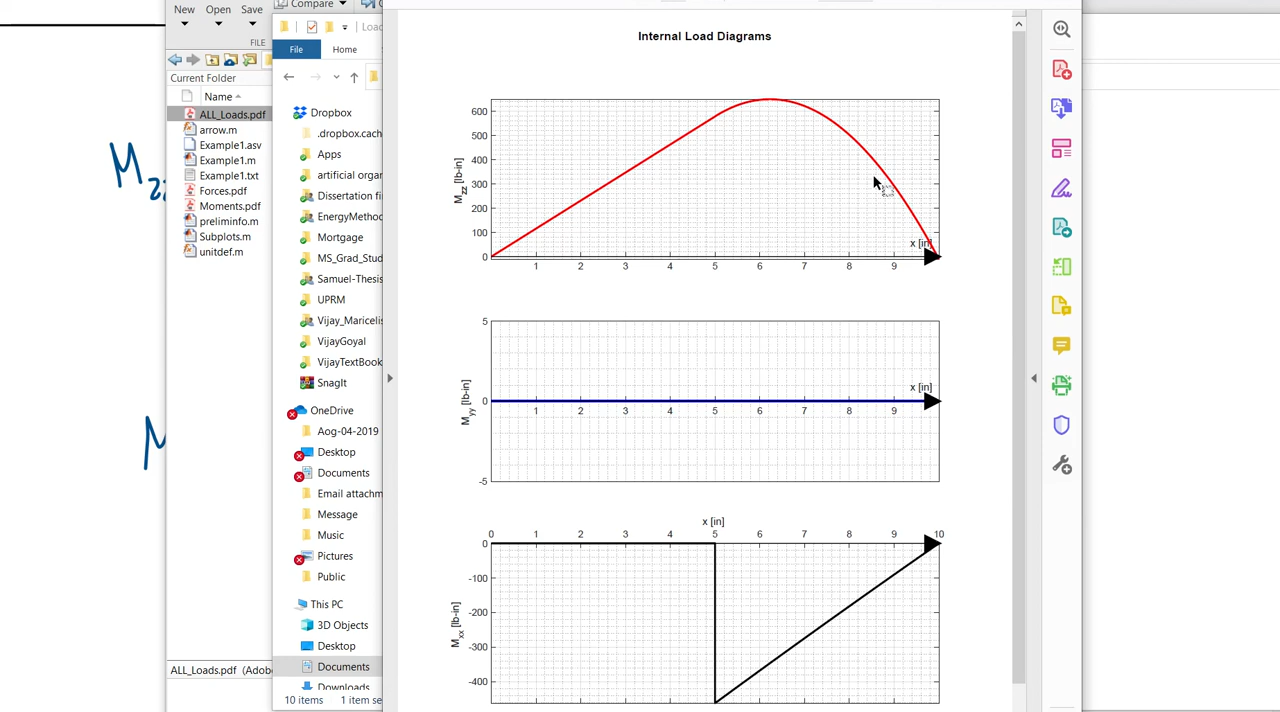 New
Open
Save
Compare
FILE
Current Folder
Name
ALL_Loads.pdf
arrow.m
Example1.asv
Example1.m
Example1.txt
Forces.pdf
Moments.pdf
preliminfo.m
Subplots.m
unitdef.m
ALL_Loads.pdf (Adobe
File
Home
Dropbox
.dropbox.cach
Apps
artificial organ
Dissertation fi
EnergyMethod
Mortgage
MS_Grad_Stud
Samuel-Thesis
UPRM
Vijay_Maricelis
VijayGoyal
VijayTextBook
SnagIt
OneDrive
Aog-04-2019
Desktop
Documents
Email attachm
Message
Music
Pictures
Public
This PC
3D Objects
Desktop
Documents
Downloads
10 items
1 item se
Internal Load Diagrams
M_zz [lb-in]
600
500
400
300
200
100
0
x [in]
1 2 3 4 5 6 7 8 9
M_yy [lb-in]
5
0
-5
x [in]
1 2 3 4 5 6 7 8 9
x [in]
0 1 2 3 4 5 6 7 8 9 10
M_xx [lb-in]
0
-100
-200
-300
-400